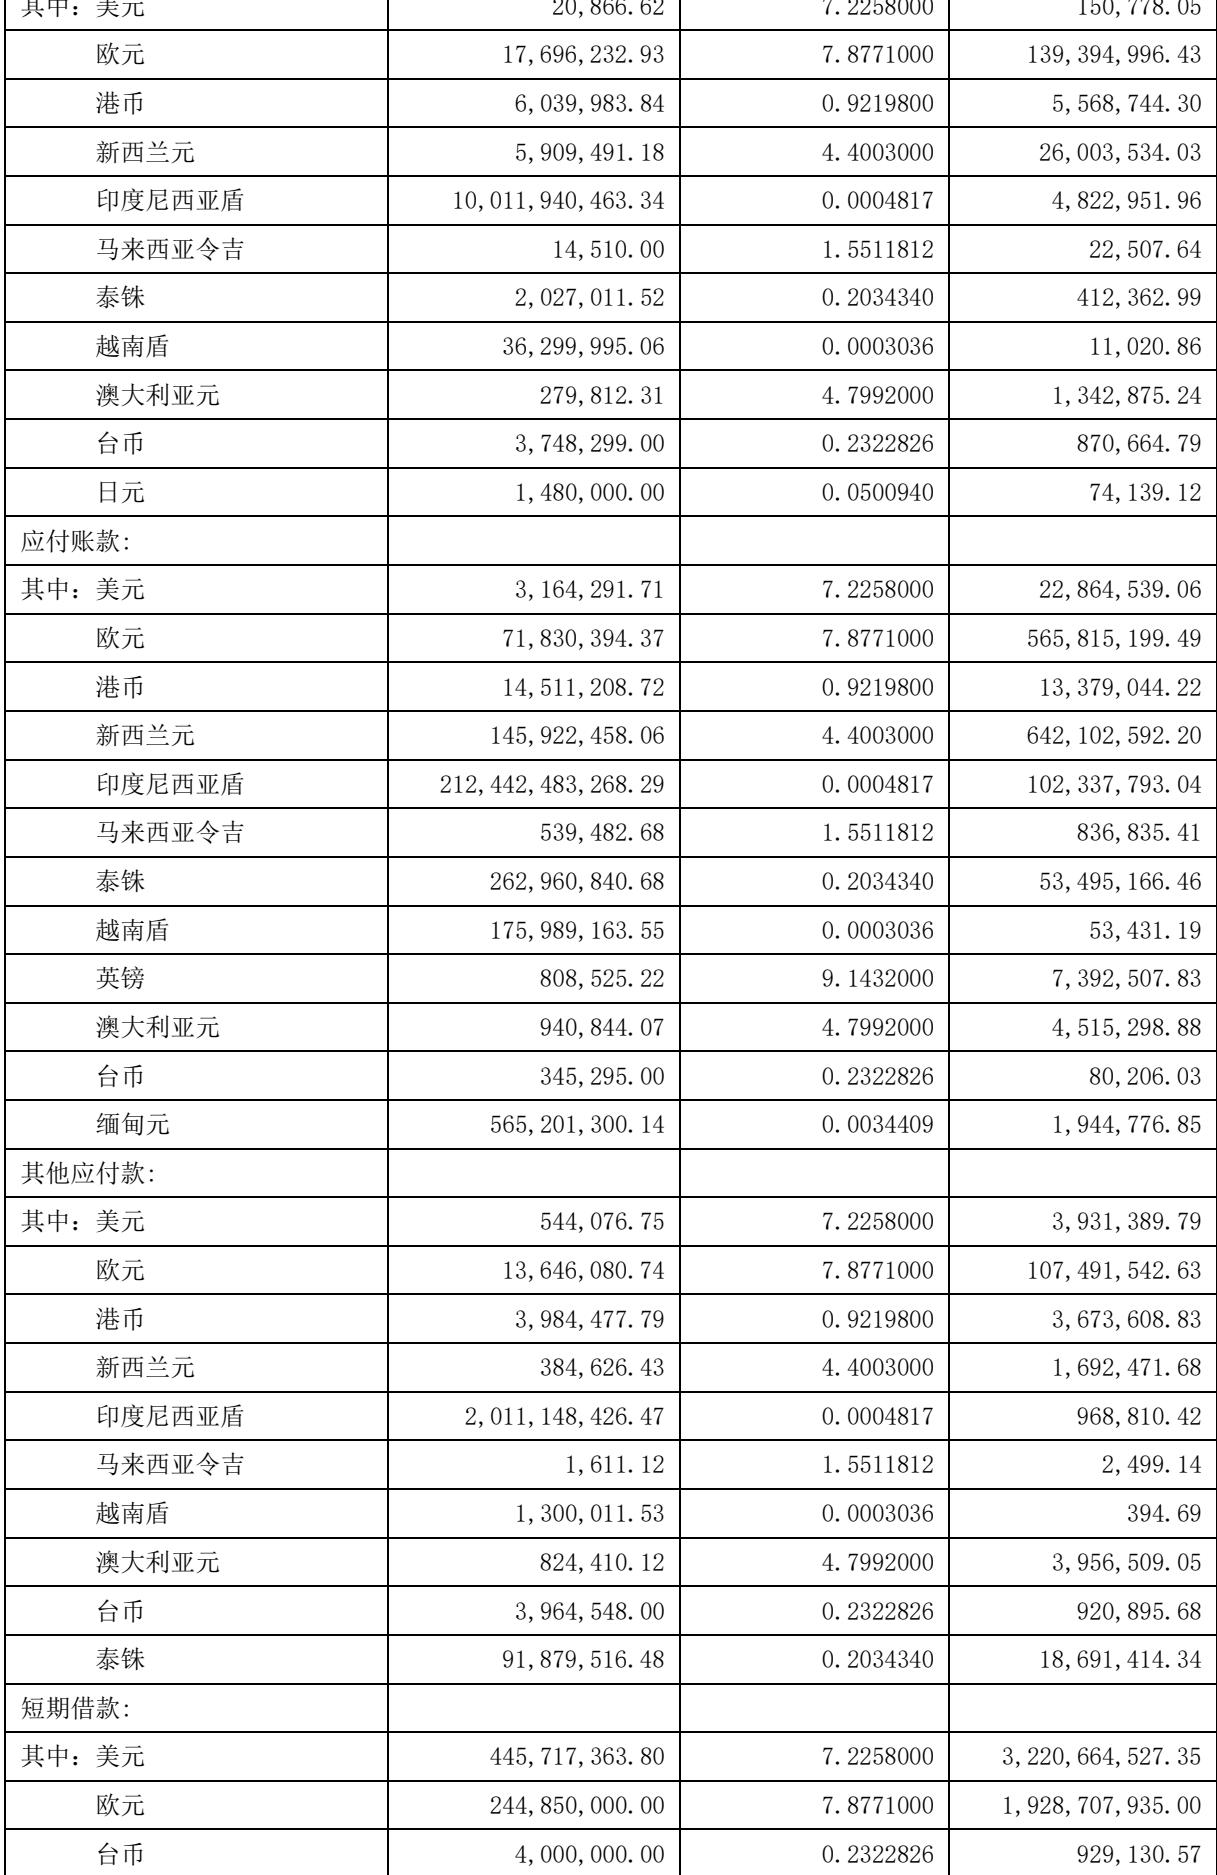 其中：美元 20,866.62 7.2258000 150,778.05
欧元 17,696,232.93 7.8771000 139,394,996.43
港币 6,039,983.84 0.9219800 5,568,744.30
新西兰元 5,909,491.18 4.4003000 26,003,534.03
印度尼西亚盾 10,011,940,463.34 0.0004817 4,822,951.96
马来西亚令吉 14,510.00 1.5511812 22,507.64
泰铢 2,027,011.52 0.2034340 412,362.99
越南盾 36,299,995.06 0.0003036 11,020.86
澳大利亚元 279,812.31 4.7992000 1,342,875.24
台币 3,748,299.00 0.2322826 870,664.79
日元 1,480,000.00 0.0500940 74,139.12
应付账款：
其中：美元 3,164,291.71 7.2258000 22,864,539.06
欧元 71,830,394.37 7.8771000 565,815,199.49
港币 14,511,208.72 0.9219800 13,379,044.22
新西兰元 145,922,458.06 4.4003000 642,102,592.20
印度尼西亚盾 212,442,483,268.29 0.0004817 102,337,793.04
马来西亚令吉 539,482.68 1.5511812 836,835.41
泰铢 262,960,840.68 0.2034340 53,495,166.46
越南盾 175,989,163.55 0.0003036 53,431.19
英镑 808,525.22 9.1432000 7,392,507.83
澳大利亚元 940,844.07 4.7992000 4,515,298.88
台币 345,295.00 0.2322826 80,206.03
缅甸元 565,201,300.14 0.0034409 1,944,776.85
其他应付款：
其中：美元 544,076.75 7.2258000 3,931,389.79
欧元 13,646,080.74 7.8771000 107,491,542.63
港币 3,984,477.79 0.9219800 3,673,608.83
新西兰元 384,626.43 4.4003000 1,692,471.68
印度尼西亚盾 2,011,148,426.47 0.0004817 968,810.42
马来西亚令吉 1,611.12 1.5511812 2,499.14
越南盾 1,300,011.53 0.0003036 394.69
澳大利亚元 824,410.12 4.7992000 3,956,509.05
台币 3,964,548.00 0.2322826 920,895.68
泰铢 91,879,516.48 0.2034340 18,691,414.34
短期借款：
其中：美元 445,717,363.80 7.2258000 3,220,664,527.35
欧元 244,850,000.00 7.8771000 1,928,707,935.00
台币 4,000,000.00 0.2322826 929,130.57